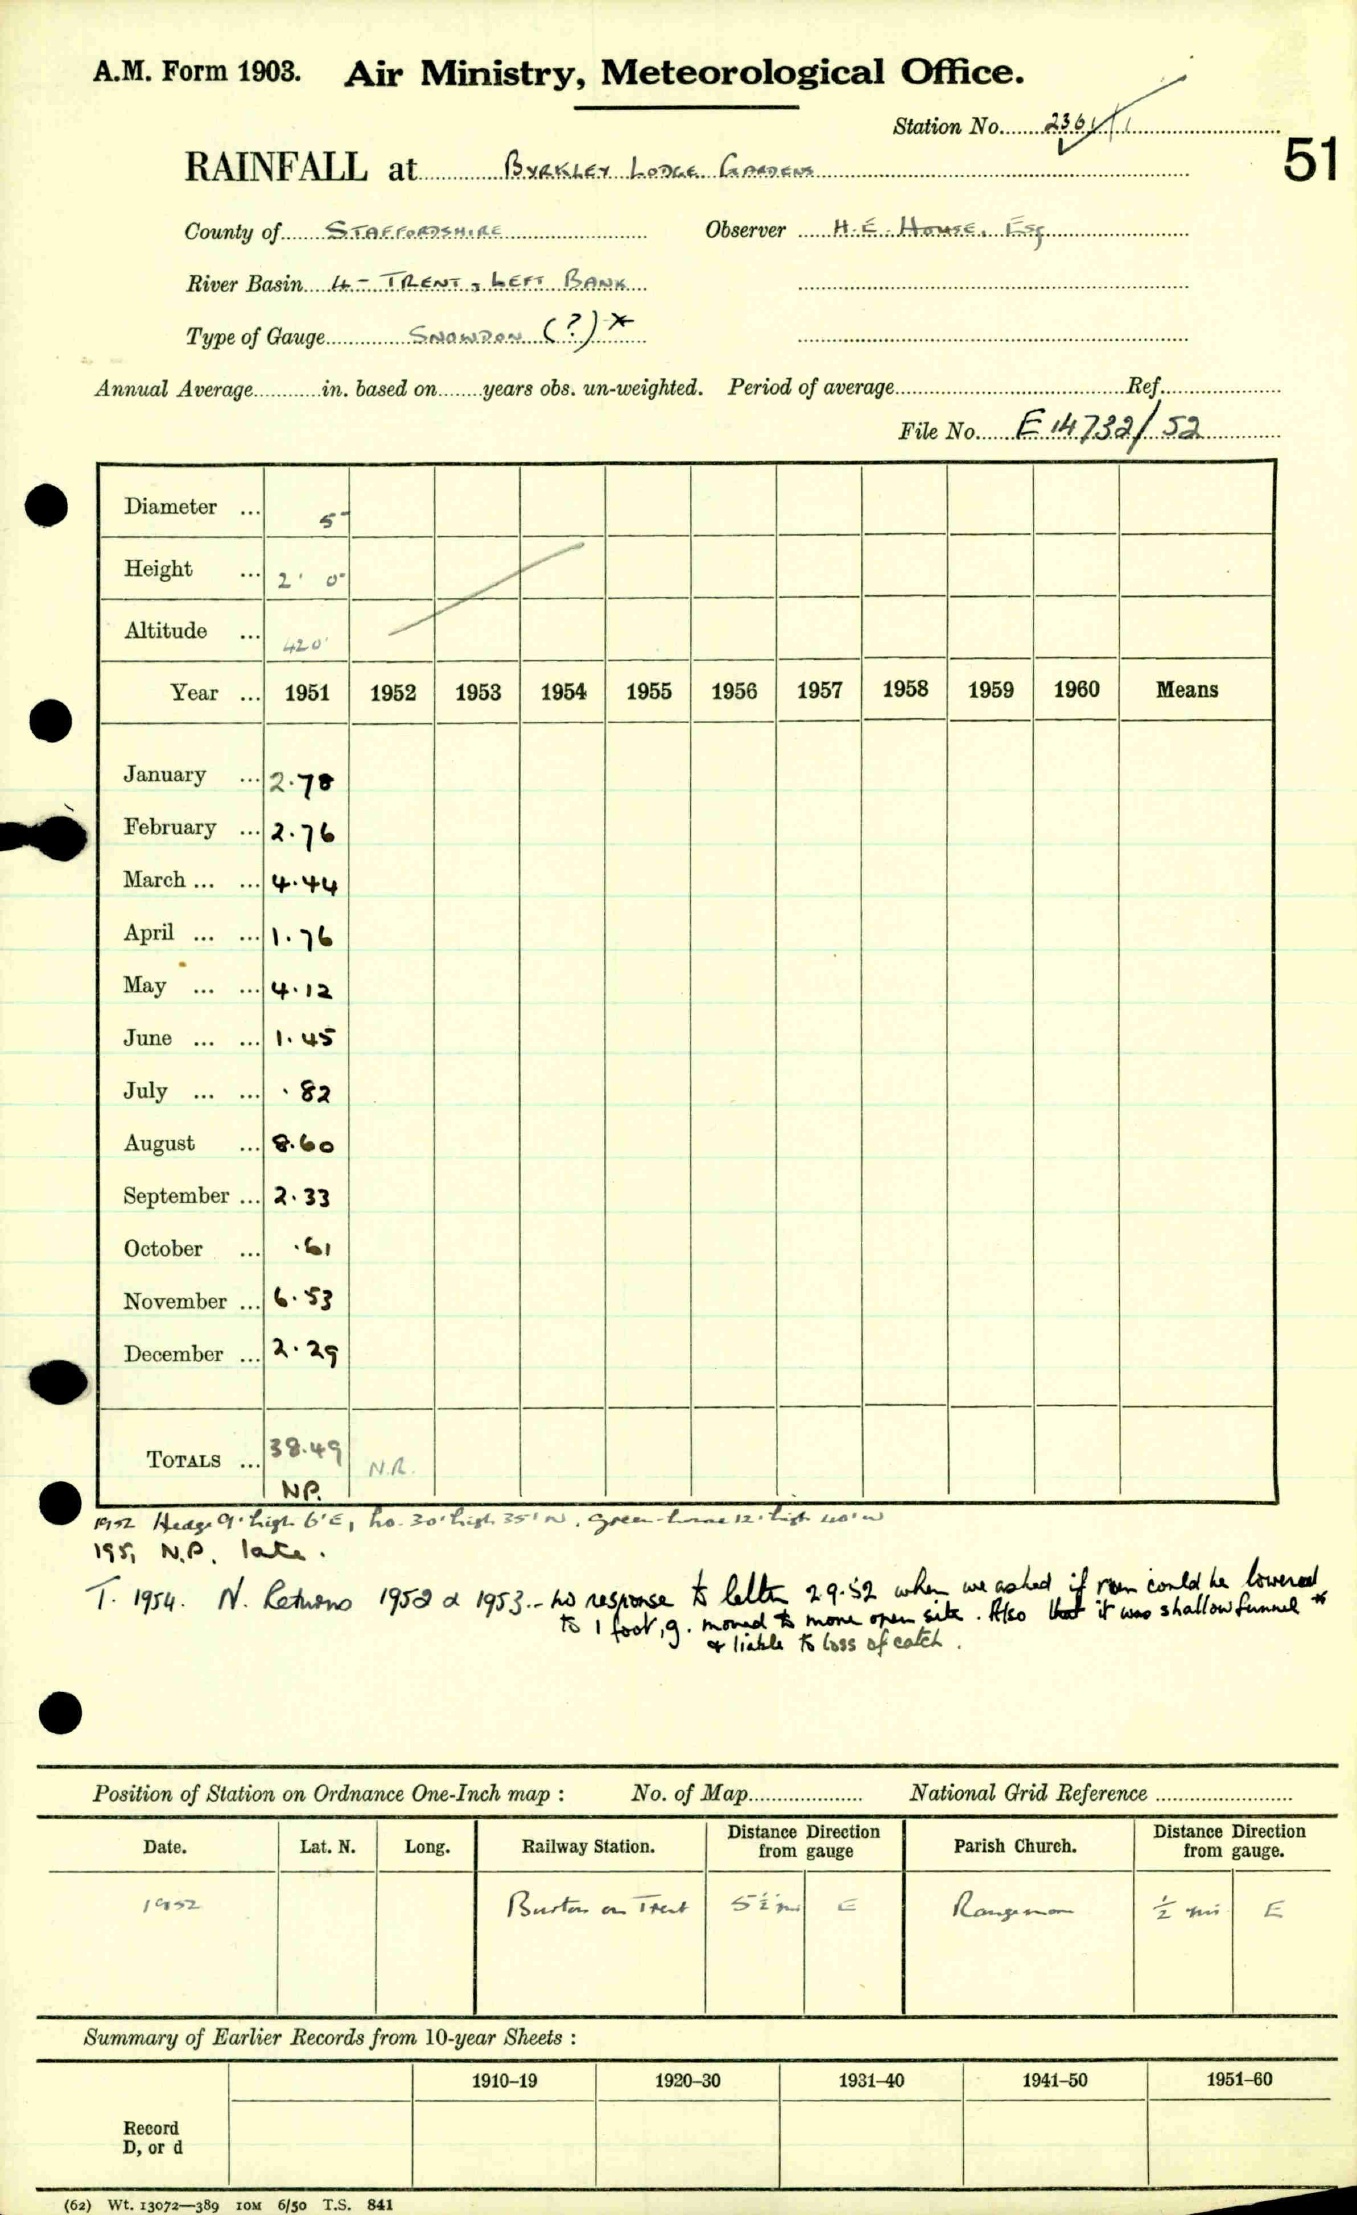 A.M. Form 1903. Air Ministry, Meteorological Office.
Station No. 2361/1
51
RAINFALL at BYRKLEY LODGE GARDENS
County of STAFFORDSHIRE Observer H.E. HOUSE, Esq
River Basin 4- TRENT, LEFT BANK
Type of Gauge SNOWDON (?) *
Annual Average in. based on years obs. un-weighted. Period of average Ref.
File No. E 14732/52
Diameter ... 5"
Height ... 2' 0"
Altitude ... 420'
Year ... 1951 1952 1953 1954 1955 1956 1957 1958 1959 1960 Means
January ... 2.78
February ... 2.76
March ... ... 4.44
April ... ... 1.76
May ... ... 4.12
June ... ... 1.45
July ... ... .82
August ... 8.60
September ... 2.33
October ... .61
November ... 6.53
December ... 2.29
TOTALS ... 38.49 N.R.
NP.
1952 Hedge 9' high 6' E, ho. 30' high 35' N, green-house 12' high 40' W
1951 N.P. late.
T. 1954. N. Returns 1952 & 1953 - no response to letter 2.9.52 when we asked if rim could be lowered
to 1 foot, g. moved to more open site. Also that it was shallow funnel *
& liable to loss of catch.
Position of Station on Ordnance One-Inch map : No. of Map National Grid Reference
Date. Lat. N. Long. Railway Station. Distance Direction from gauge Parish Church. Distance Direction from gauge.
1952 Burton on Trent 5½ mi E Rangemore ½ mi E
Summary of Earlier Records from 10-year Sheets :
1910–19 1920–30 1931–40 1941–50 1951–60
Record
D, or d
(62) Wt. 13072—389 10M 6/50 T.S. 841